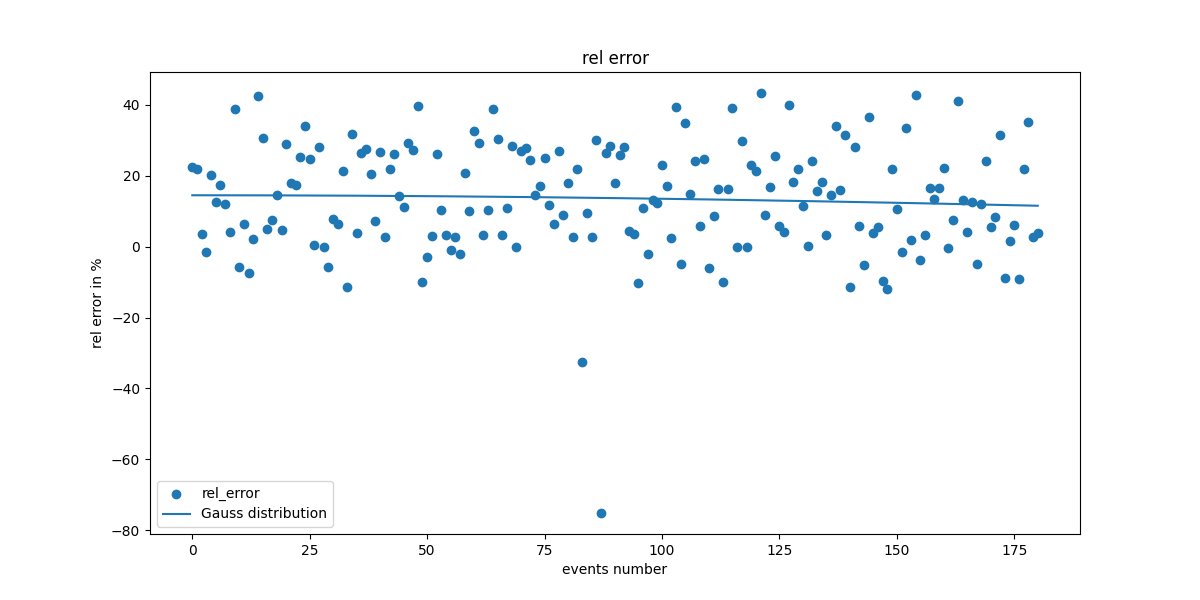 rel error
40
20
0
−20
−40
−60
−80
rel error in %
rel_error
Gauss distribution
0 25 50 75 100 125 150 175
events number